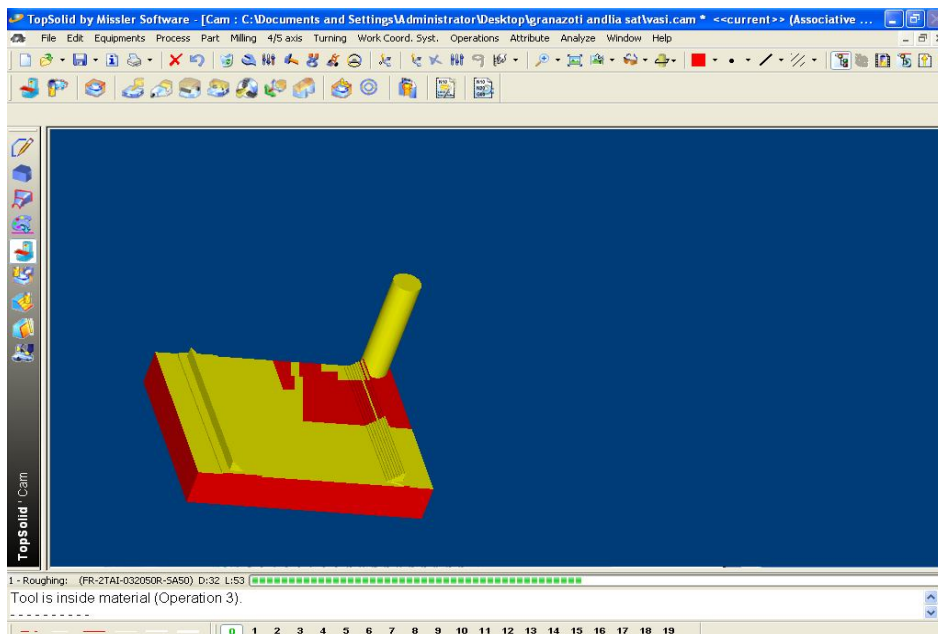 TopSolid by Missler Software - [Cam : C:\Documents and Settings\Administrator\Desktop\granazoti andlia sat\wasi.cam * <<current>> (Associative ...
File Edit Equipments Process Part Milling 4/5 axis Turning Work Coord. Syst. Operations Attribute Analyze Window Help
TopSolid'Cam
1 - Roughing: (FR-2TAI-032050R-SA50) D:32 L:53
Tool is inside material (Operation 3).
- - - - - - - - - -
0 1 2 3 4 5 6 7 8 9 10 11 12 13 14 15 16 17 18 19